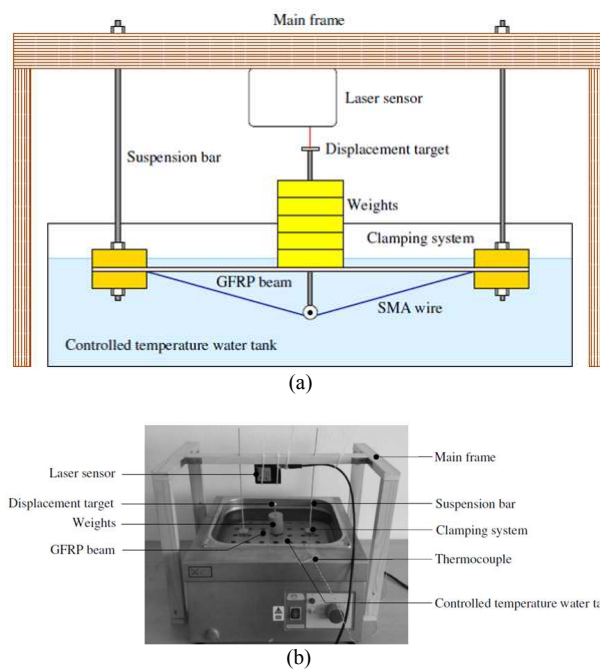 Main frame
Laser sensor
Displacement target
Suspension bar
Weights
Clamping system
GFRP beam
SMA wire
Controlled temperature water tank
(a)
Laser sensor
Main frame
Displacement target
Suspension bar
Weights
Clamping system
GFRP beam
Thermocouple
Controlled temperature water ta
(b)